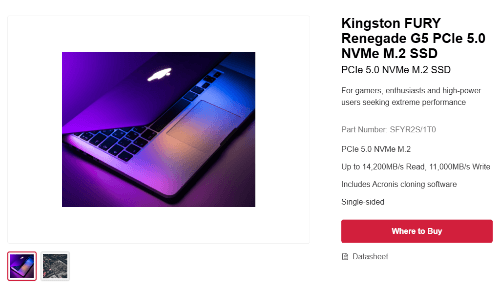 Kingston FURY
Renegade G5 PCIe 5.0
NVMe M.2 SSD
PCIe 5.0 NVMe M.2 SSD
For gamers, enthusiasts and high-power
users seeking extreme performance
Part Number: SFYR2S/1T0
PCIe 5.0 NVMe M.2
Up to 14,200MB/s Read, 11,000MB/s Write
Includes Acronis cloning software
Single-sided
Where to Buy
Datasheet